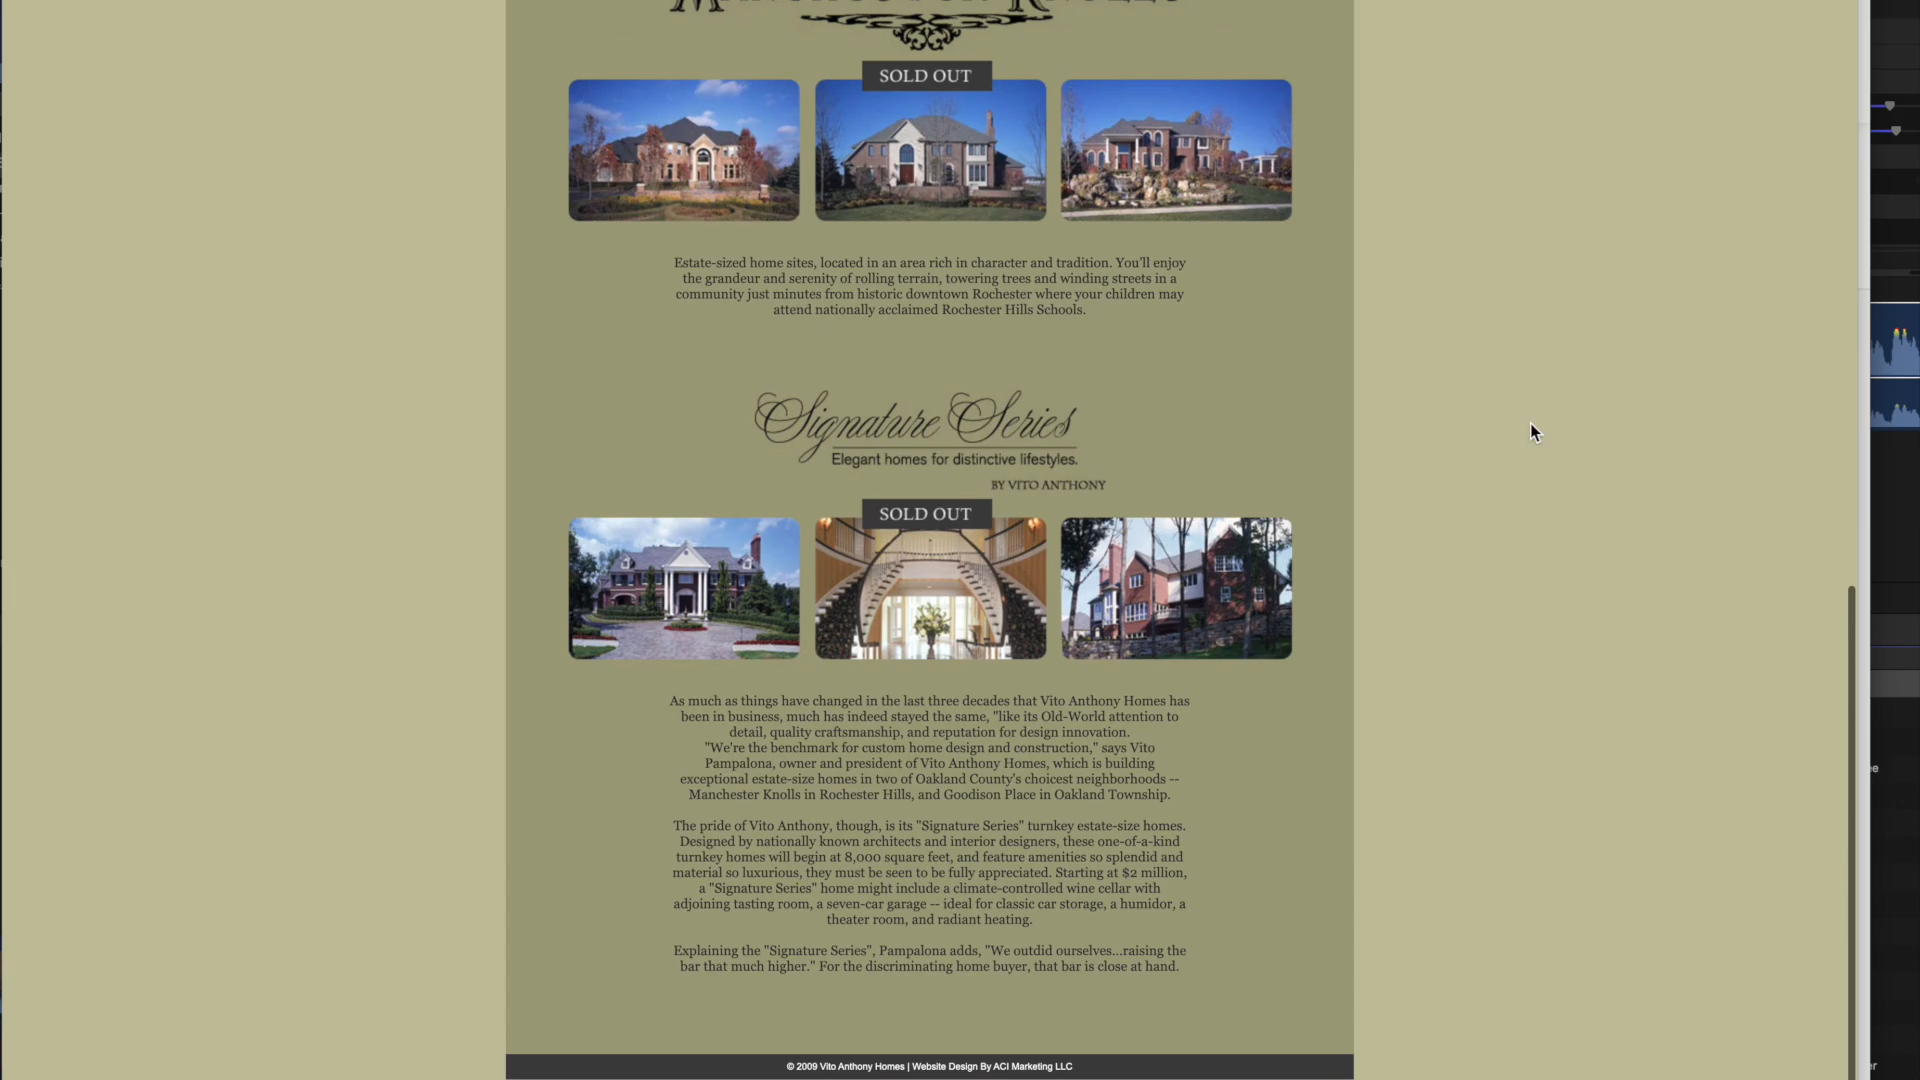 MANCHESTER KNOLLS
SOLD OUT
Estate-sized home sites, located in an area rich in character and tradition. You'll enjoy
the grandeur and serenity of rolling terrain, towering trees and winding streets in a
community just minutes from historic downtown Rochester where your children may
attend nationally acclaimed Rochester Hills Schools.
Signature Series
Elegant homes for distinctive lifestyles.
BY VITO ANTHONY
SOLD OUT
As much as things have changed in the last three decades that Vito Anthony Homes has
been in business, much has indeed stayed the same, "like its Old-World attention to
detail, quality craftsmanship, and reputation for design innovation.
"We're the benchmark for custom home design and construction," says Vito
Pampalona, owner and president of Vito Anthony Homes, which is building
exceptional estate-size homes in two of Oakland County's choicest neighborhoods --
Manchester Knolls in Rochester Hills, and Goodison Place in Oakland Township.
The pride of Vito Anthony, though, is its "Signature Series" turnkey estate-size homes.
Designed by nationally known architects and interior designers, these one-of-a-kind
turnkey homes will begin at 8,000 square feet, and feature amenities so splendid and
material so luxurious, they must be seen to be fully appreciated. Starting at $2 million,
a "Signature Series" home might include a climate-controlled wine cellar with
adjoining tasting room, a seven-car garage -- ideal for classic car storage, a humidor, a
theater room, and radiant heating.
Explaining the "Signature Series", Pampalona adds, "We outdid ourselves...raising the
bar that much higher." For the discriminating home buyer, that bar is close at hand.
© 2009 Vito Anthony Homes | Website Design By ACI Marketing LLC